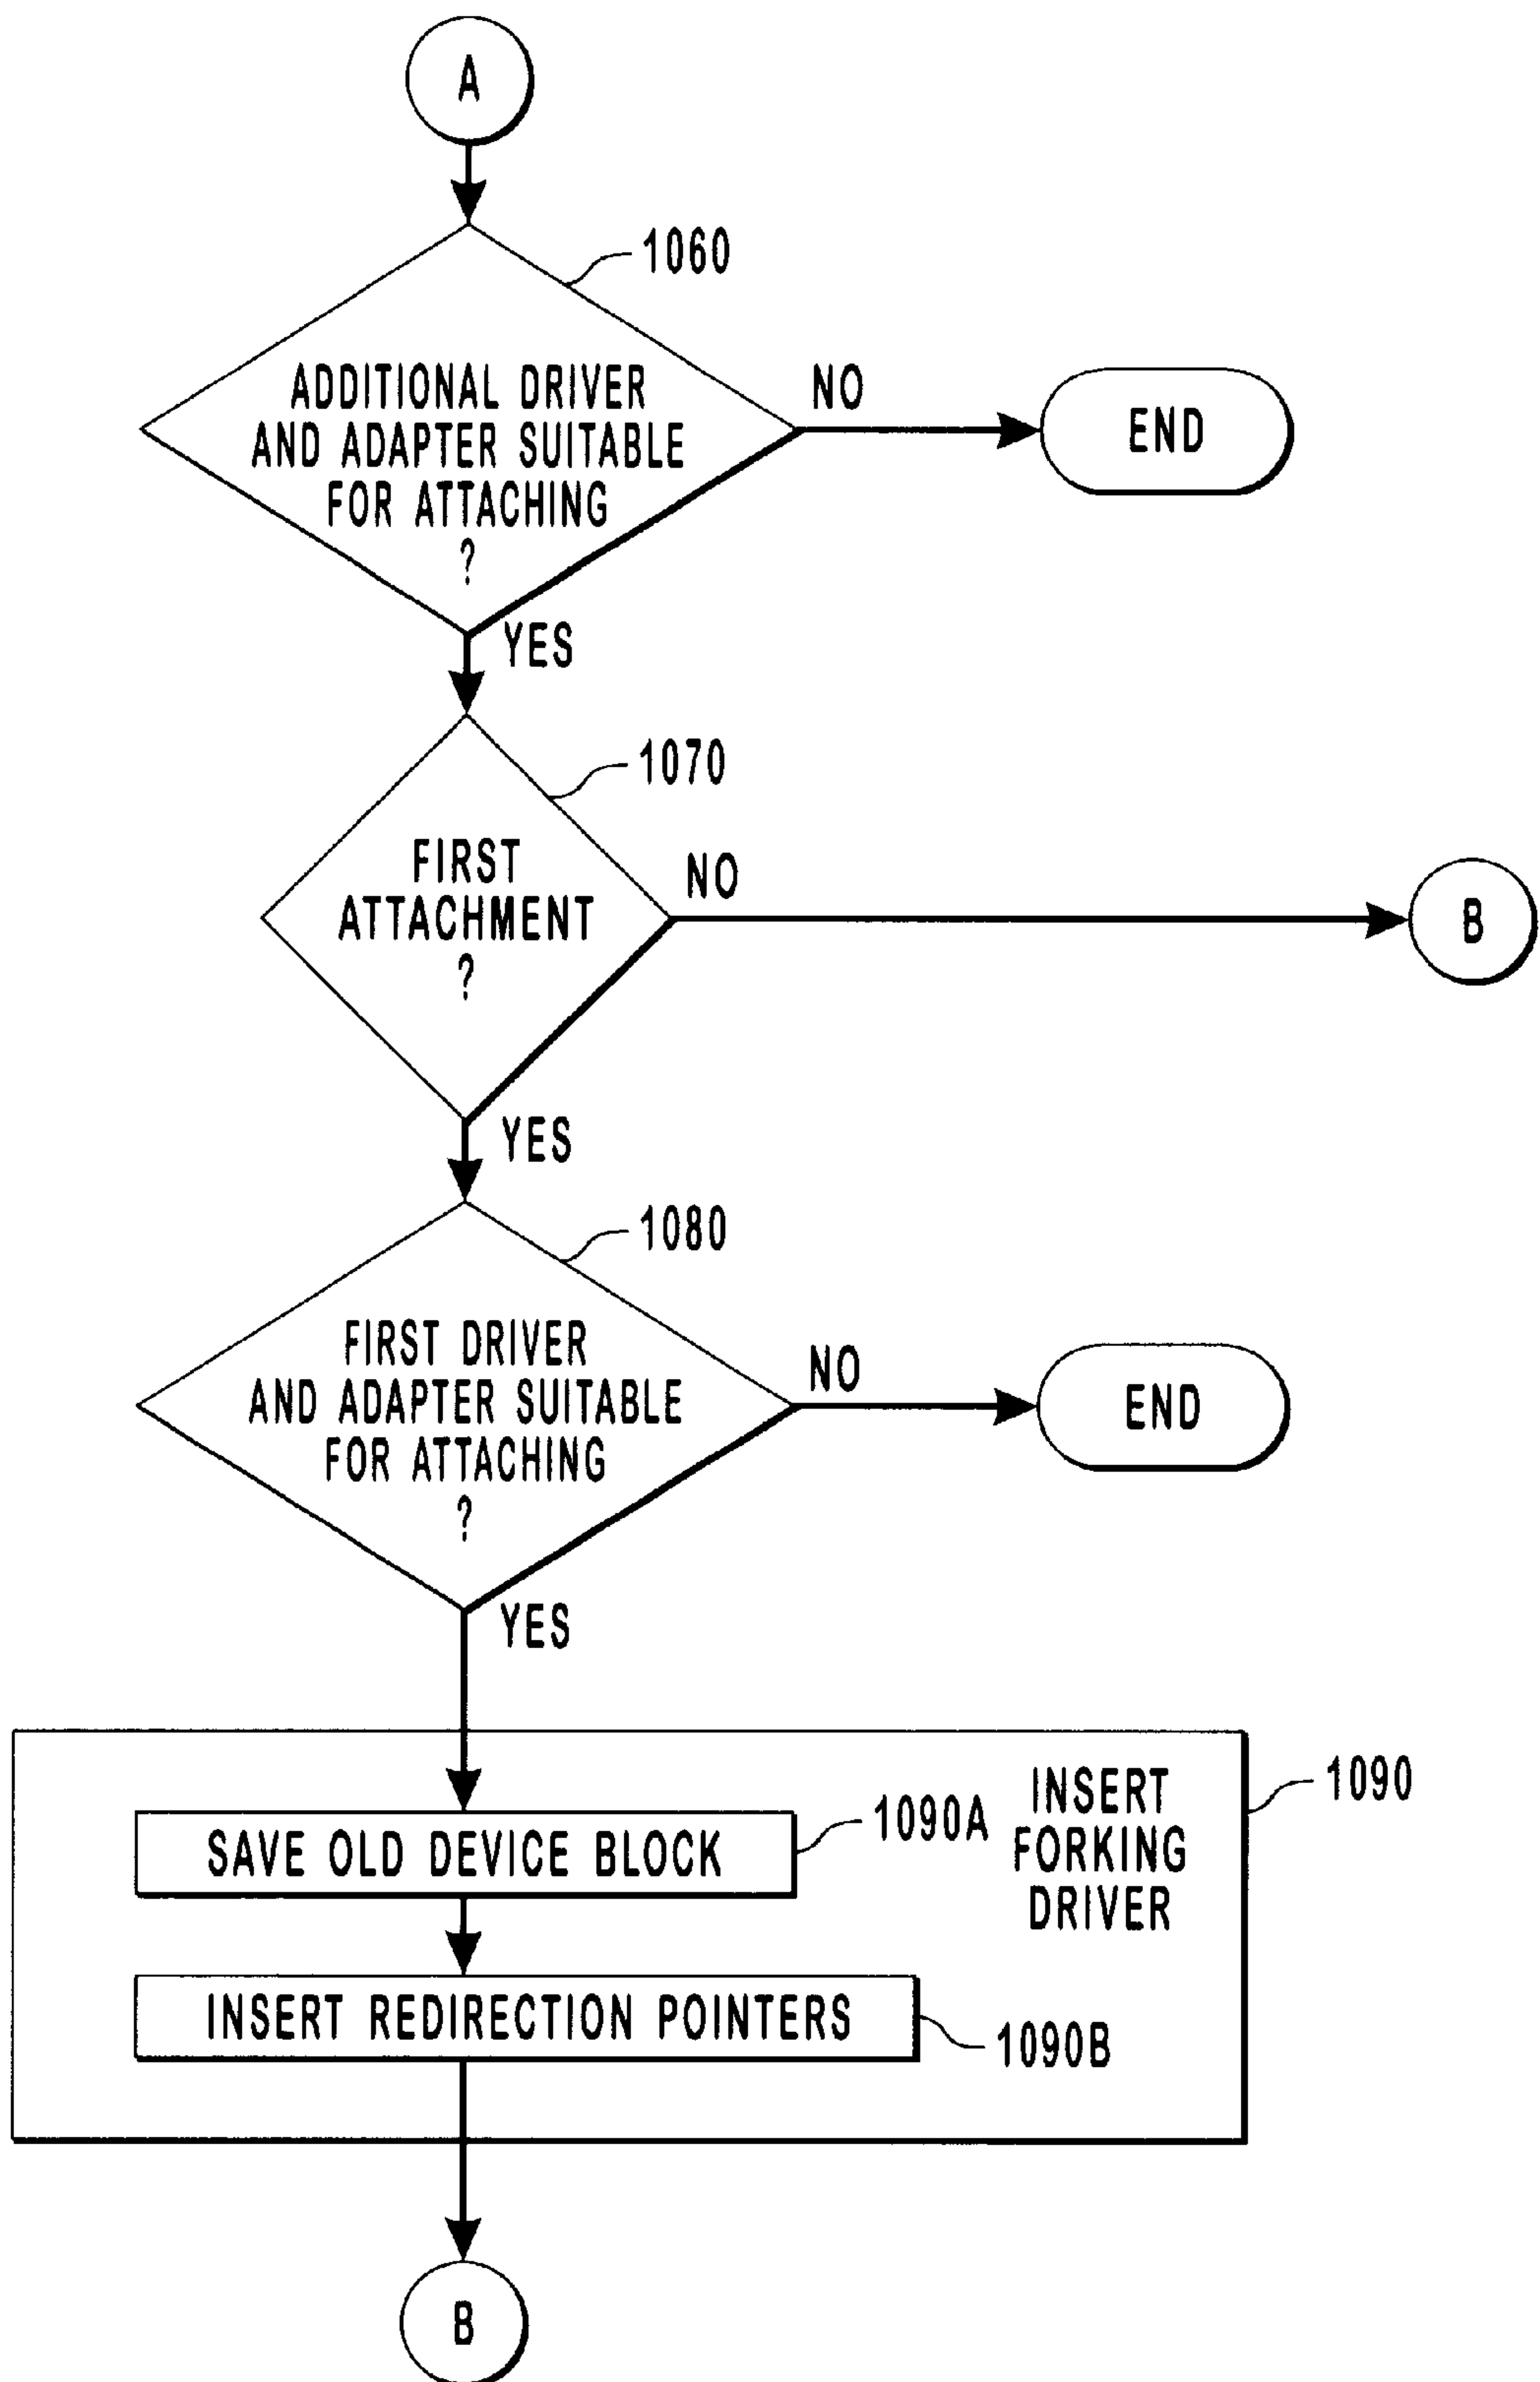 A
1060
ADDITIONAL DRIVER
AND ADAPTER SUITABLE
FOR ATTACHING
?
NO
END
YES
1070
FIRST
ATTACHMENT
?
NO
B
YES
1080
FIRST DRIVER
AND ADAPTER SUITABLE
FOR ATTACHING
?
NO
END
YES
INSERT
FORKING
DRIVER
1090
SAVE OLD DEVICE BLOCK
1090A
INSERT REDIRECTION POINTERS
1090B
B